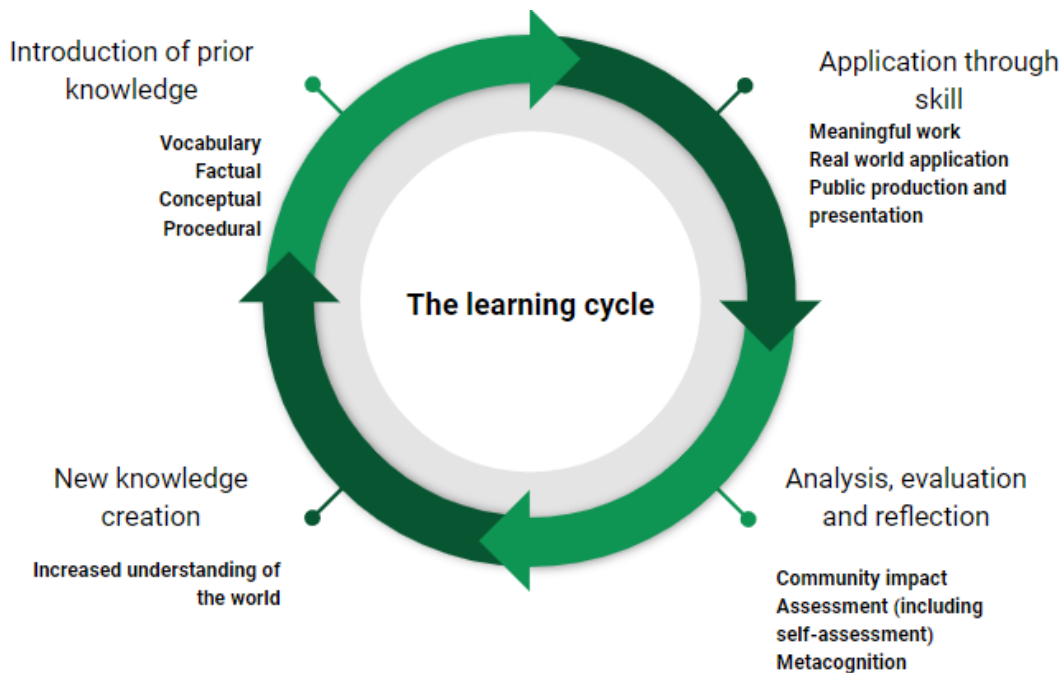 Introduction of prior
knowledge
Vocabulary
Factual
Conceptual
Procedural
Application through
skill
Meaningful work
Real world application
Public production and
presentation
The learning cycle
New knowledge
creation
Increased understanding of
the world
Analysis, evaluation
and reflection
Community impact
Assessment (including
self-assessment)
Metacognition